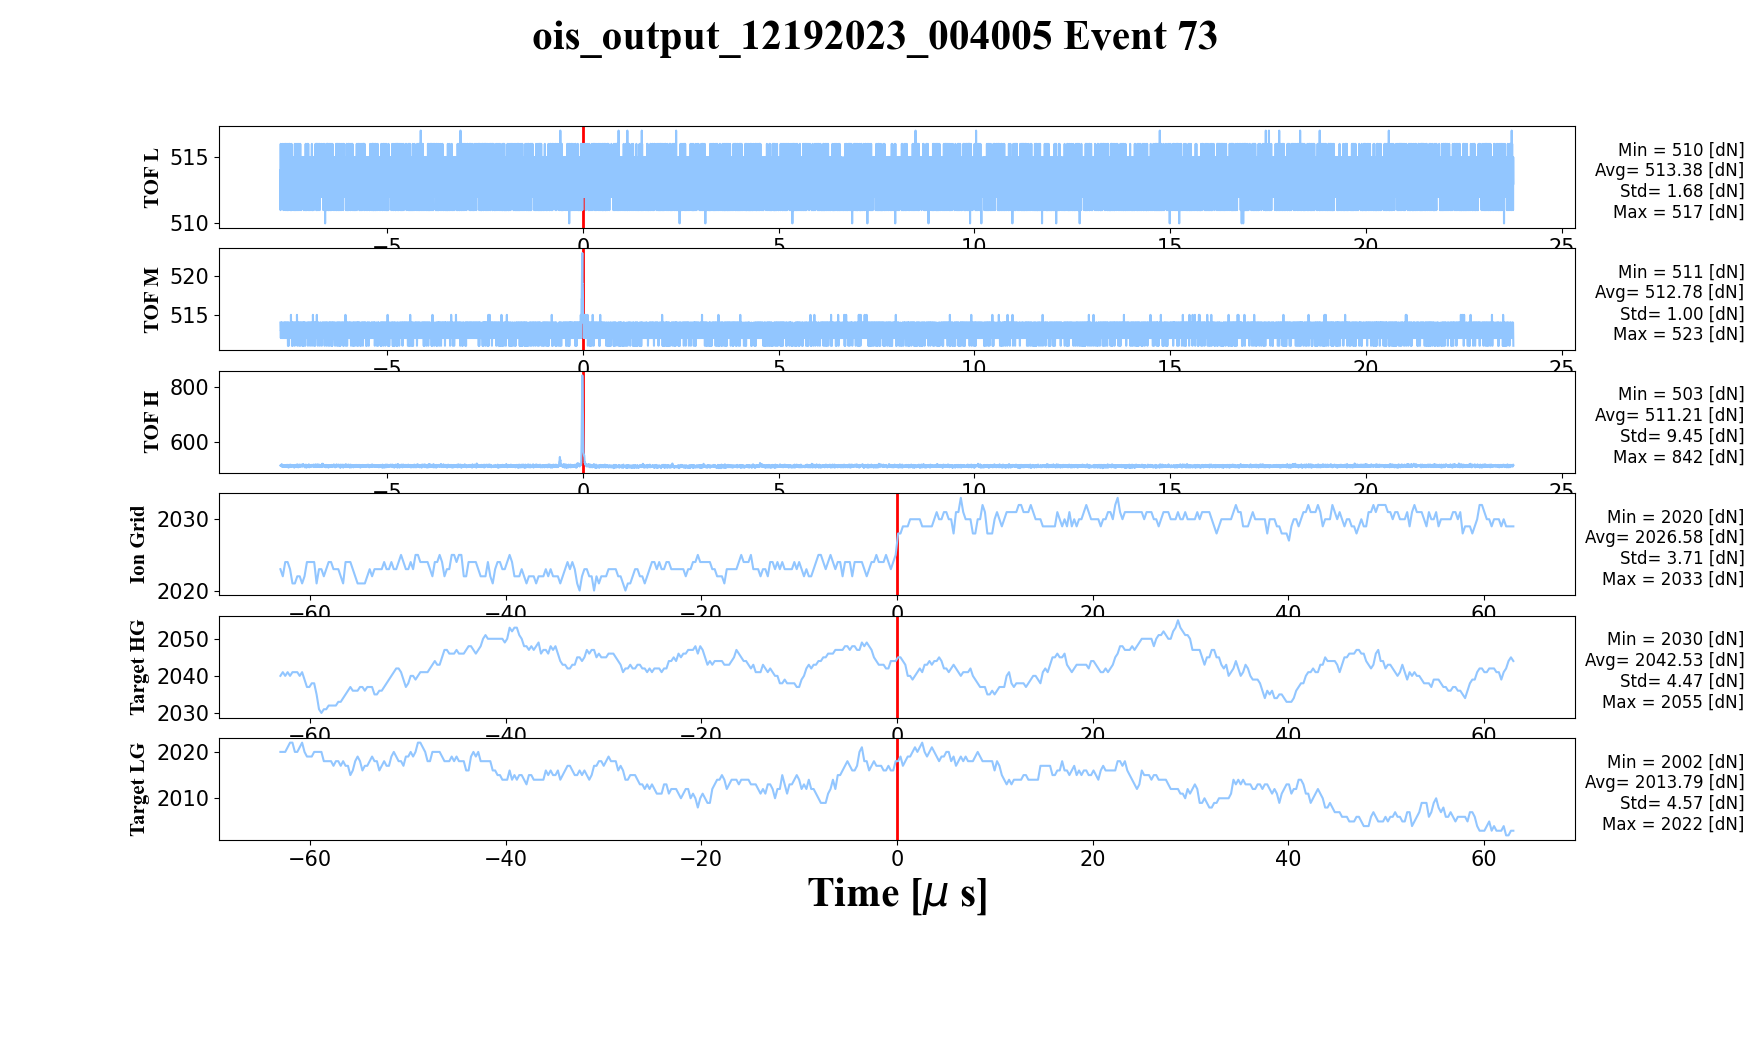 ois_output_12192023_004005 Event 73
TOF L
515
510
−5
0
5
10
15
20
25
Min = 510 [dN]
Avg= 513.38 [dN]
Std= 1.68 [dN]
Max = 517 [dN]
TOF M
520
515
−5
0
5
10
15
20
25
Min = 511 [dN]
Avg= 512.78 [dN]
Std= 1.00 [dN]
Max = 523 [dN]
TOF H
800
600
−5
0
5
10
15
20
25
Min = 503 [dN]
Avg= 511.21 [dN]
Std= 9.45 [dN]
Max = 842 [dN]
Ion Grid
2030
2020
−60
−40
−20
0
20
40
60
Min = 2020 [dN]
Avg= 2026.58 [dN]
Std= 3.71 [dN]
Max = 2033 [dN]
Target HG
2050
2040
2030
−60
−40
−20
0
20
40
60
Min = 2030 [dN]
Avg= 2042.53 [dN]
Std= 4.47 [dN]
Max = 2055 [dN]
Target LG
2020
2010
−60
−40
−20
0
20
40
60
Min = 2002 [dN]
Avg= 2013.79 [dN]
Std= 4.57 [dN]
Max = 2022 [dN]
Time [μ s]